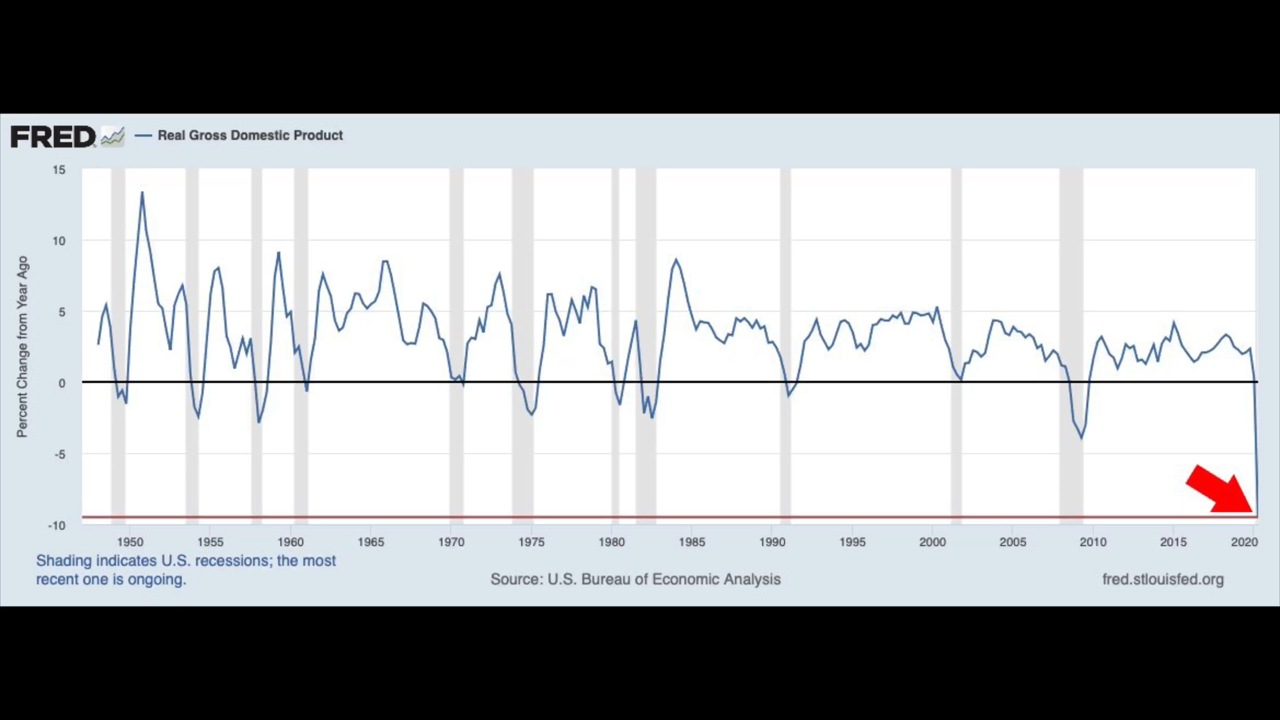 FRED
Real Gross Domestic Product
Percent Change from Year Ago
15
10
5
0
-5
-10
1950 1955 1960 1965 1970 1975 1980 1985 1990 1995 2000 2005 2010 2015 2020
Shading indicates U.S. recessions; the most
recent one is ongoing.
Source: U.S. Bureau of Economic Analysis
fred.stlouisfed.org